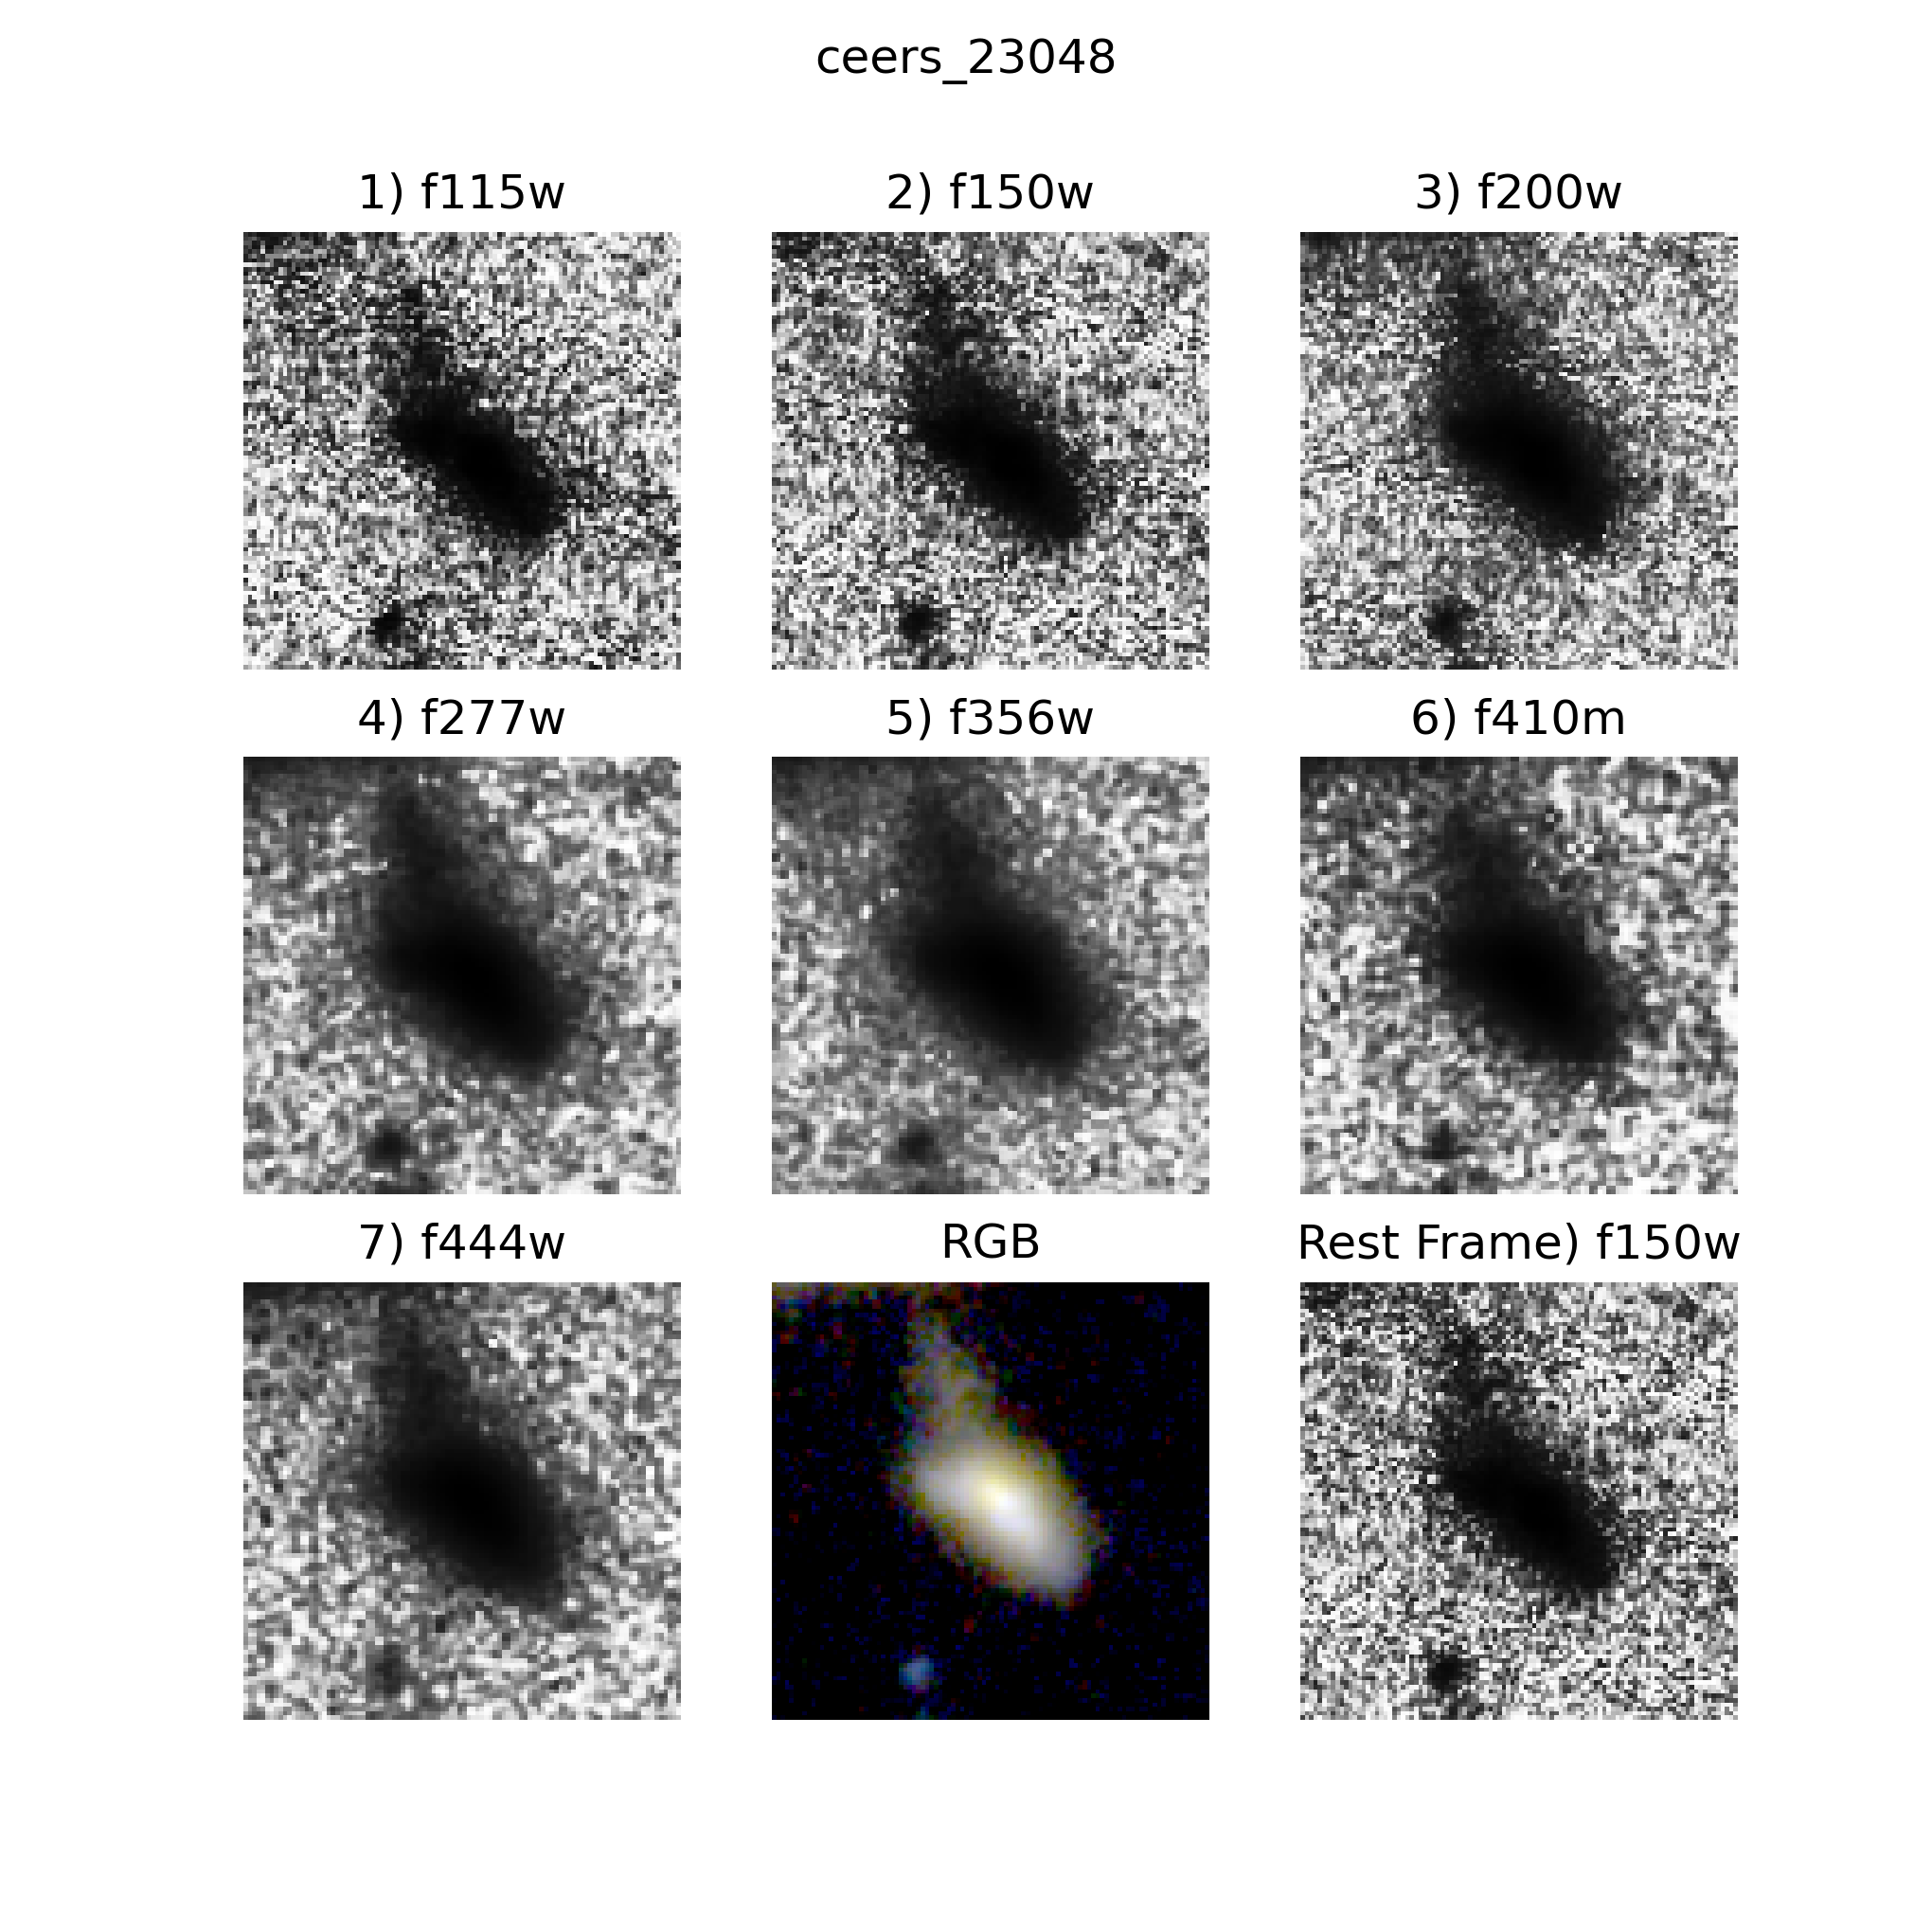 ceers_23048
1) f115w
2) f150w
3) f200w
4) f277w
5) f356w
6) f410m
7) f444w
RGB
Rest Frame) f150w